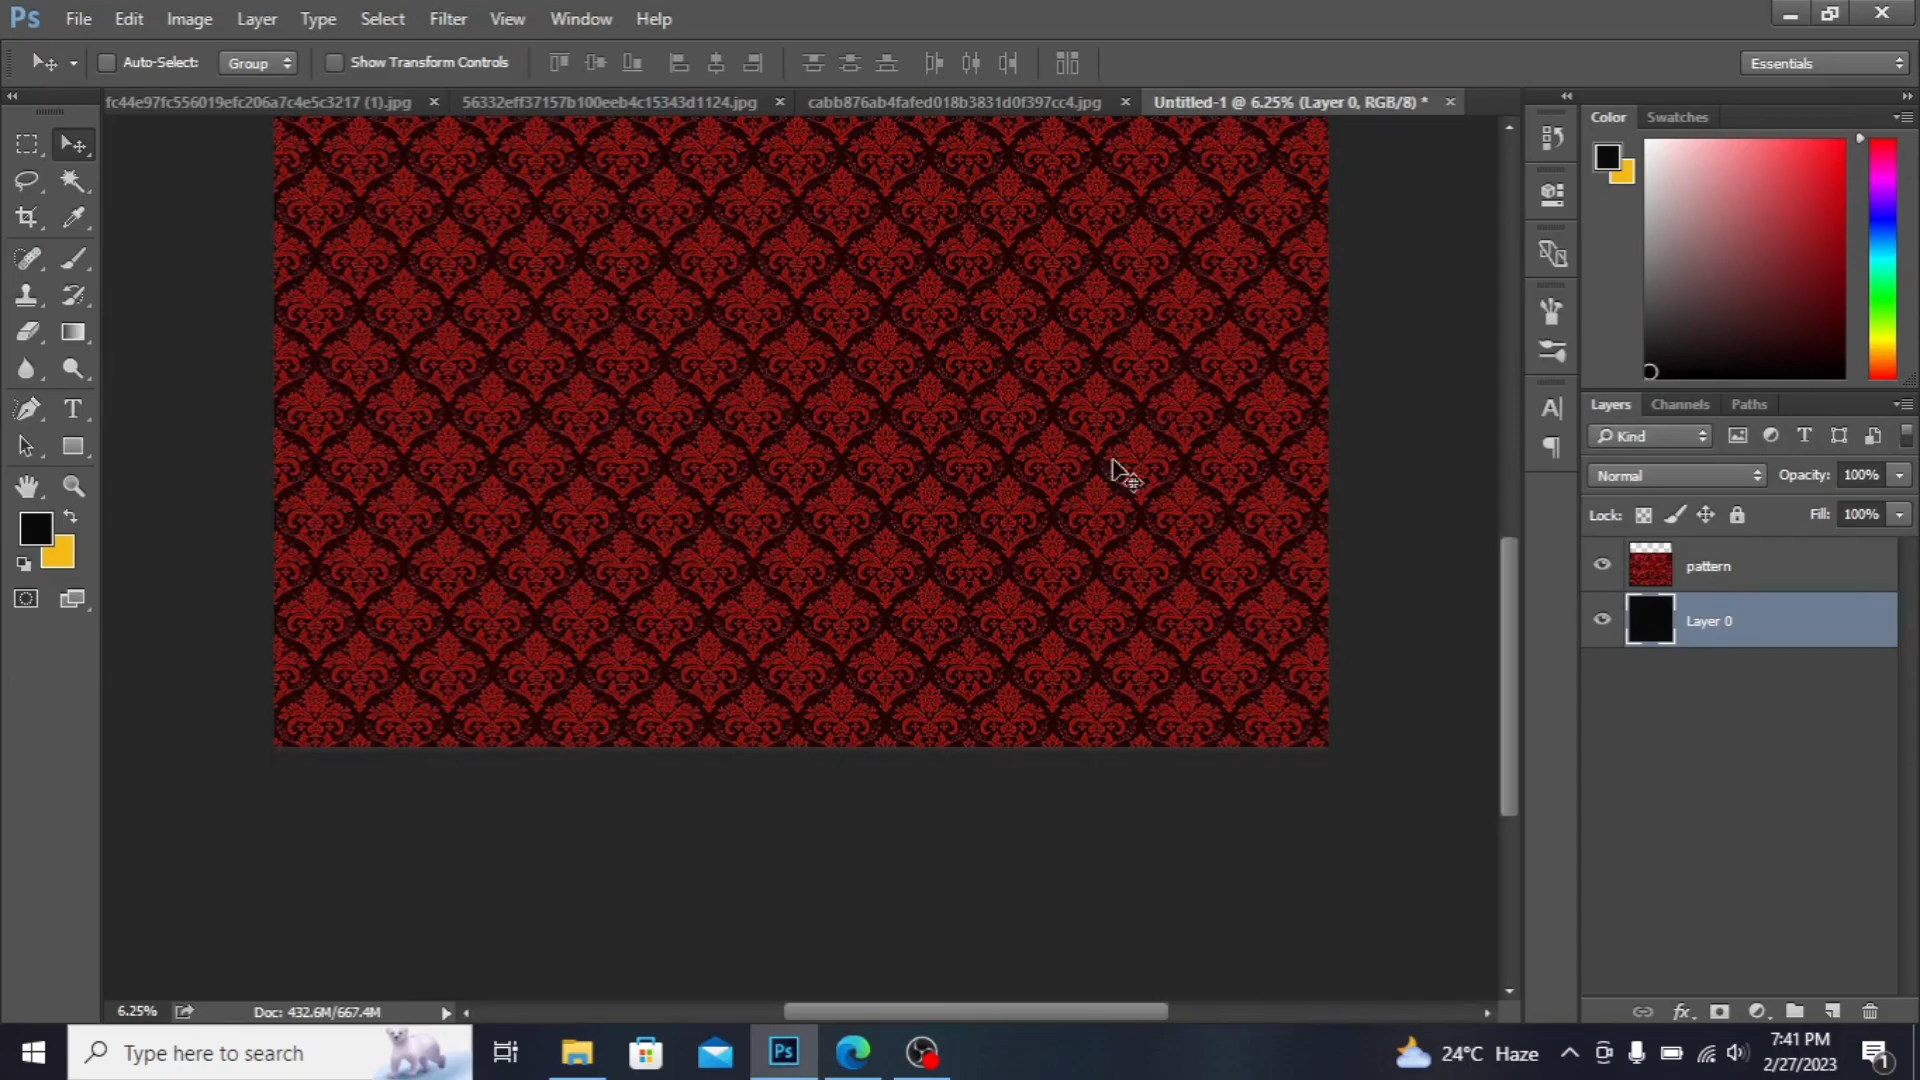 Ps File Edit Image Layer Type Select Filter View Window Help
Auto-Select: Group Show Transform Controls Essentials
fc44e97fc556019efc206a7c4e5c3217 (1).jpg × 56332eff37157b100eeb4c15343d1124.jpg × cabb876ab4fafed018b3831d0f397cc4.jpg × Untitled-1 @ 6.25% (Layer 0, RGB/8) * ×
Color Swatches
Layers Channels Paths
Kind
Normal Opacity: 100%
Lock: Fill: 100%
pattern
Layer 0
6.25% Doc: 432.6M/667.4M
Type here to search
Ps
24°C Haze
7:41 PM
2/27/2023
1